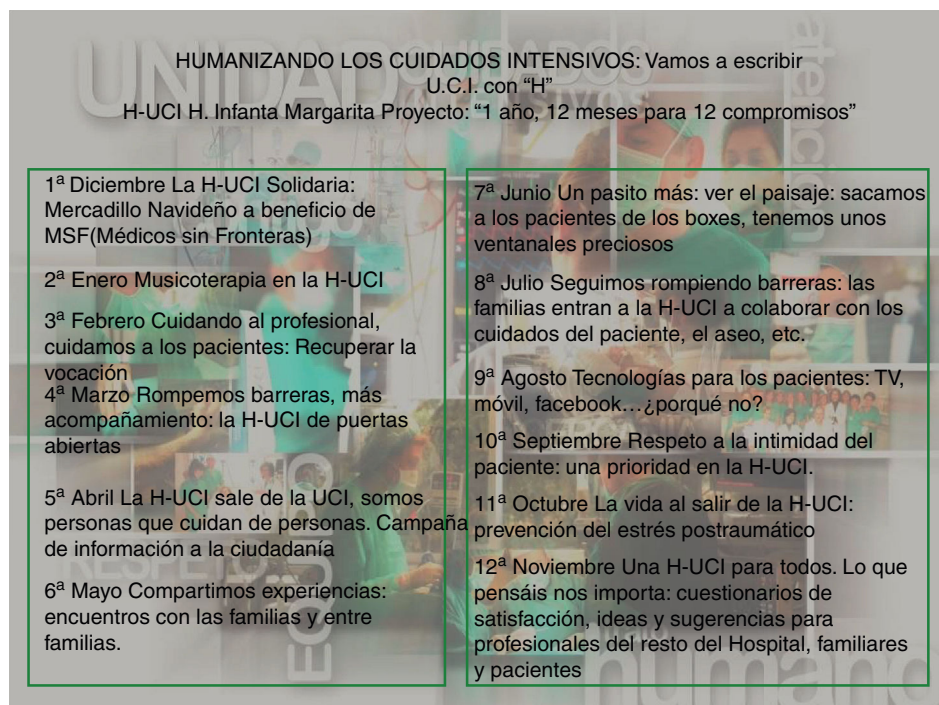 HUMANIZANDO LOS CUIDADOS INTENSIVOS: Vamos a escribir
U.C.I. con “H”
H-UCI H. Infanta Margarita Proyecto: “1 año, 12 meses para 12 compromisos”
1ª Diciembre La H-UCI Solidaria:
Mercadillo Navideño a beneficio de
MSF(Médicos sin Fronteras)
2ª Enero Musicoterapia en la H-UCI
3ª Febrero Cuidando al profesional,
cuidamos a los pacientes: Recuperar la
vocación
4ª Marzo Rompemos barreras, más
acompañamiento: la H-UCI de puertas
abiertas
5ª Abril La H-UCI sale de la UCI, somos
personas que cuidan de personas. Campaña
de información a la ciudadanía
6ª Mayo Compartimos experiencias:
encuentros con las familias y entre
familias.
7ª Junio Un pasito más: ver el paisaje: sacamos
a los pacientes de los boxes, tenemos unos
ventanales preciosos
8ª Julio Seguimos rompiendo barreras: las
familias entran a la H-UCI a colaborar con los
cuidados del paciente, el aseo, etc.
9ª Agosto Tecnologías para los pacientes: TV,
móvil, facebook…¿porqué no?
10ª Septiembre Respeto a la intimidad del
paciente: una prioridad en la H-UCI.
11ª Octubre La vida al salir de la H-UCI:
prevención del estrés postraumático
12ª Noviembre Una H-UCI para todos. Lo que
pensáis nos importa: cuestionarios de
satisfacción, ideas y sugerencias para
profesionales del resto del Hospital, familiares
y pacientes
UNIDAD
CUIDADOS
atención
RESPETO
EQUIPO
humano